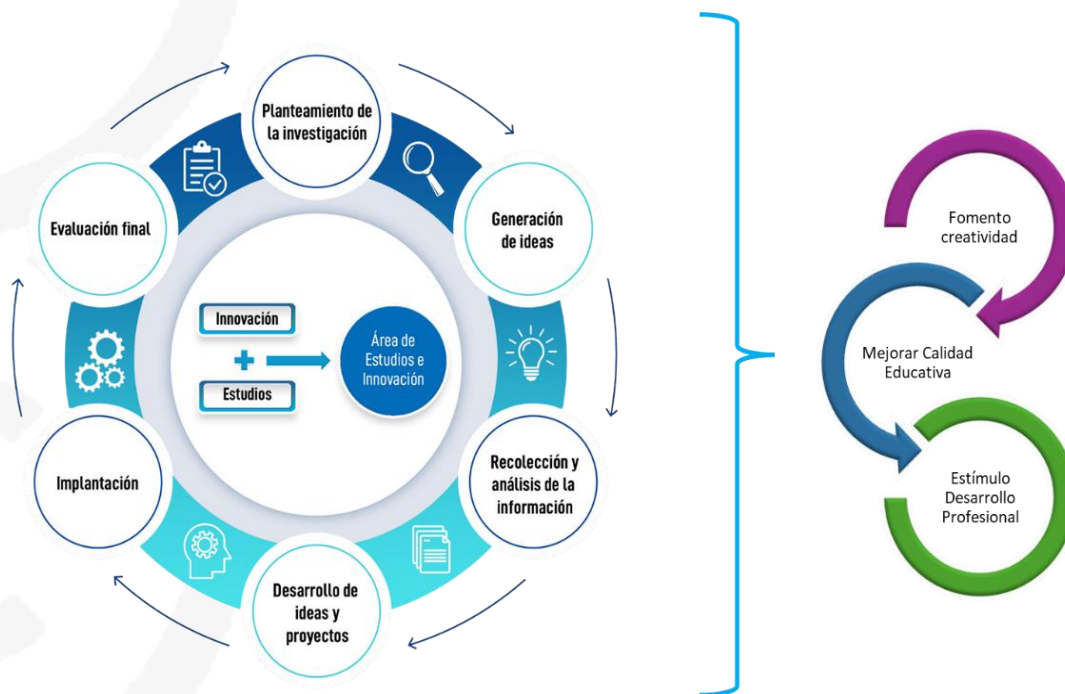 Planteamiento de
la investigación
Generación
de ideas
Recolección y
análisis de la
información
Desarrollo de
ideas y
proyectos
Implantación
Evaluación final
Innovación
+
Estudios
Área de
Estudios e
Innovación
Fomento
creatividad
Mejorar Calidad
Educativa
Estímulo
Desarrollo
Profesional